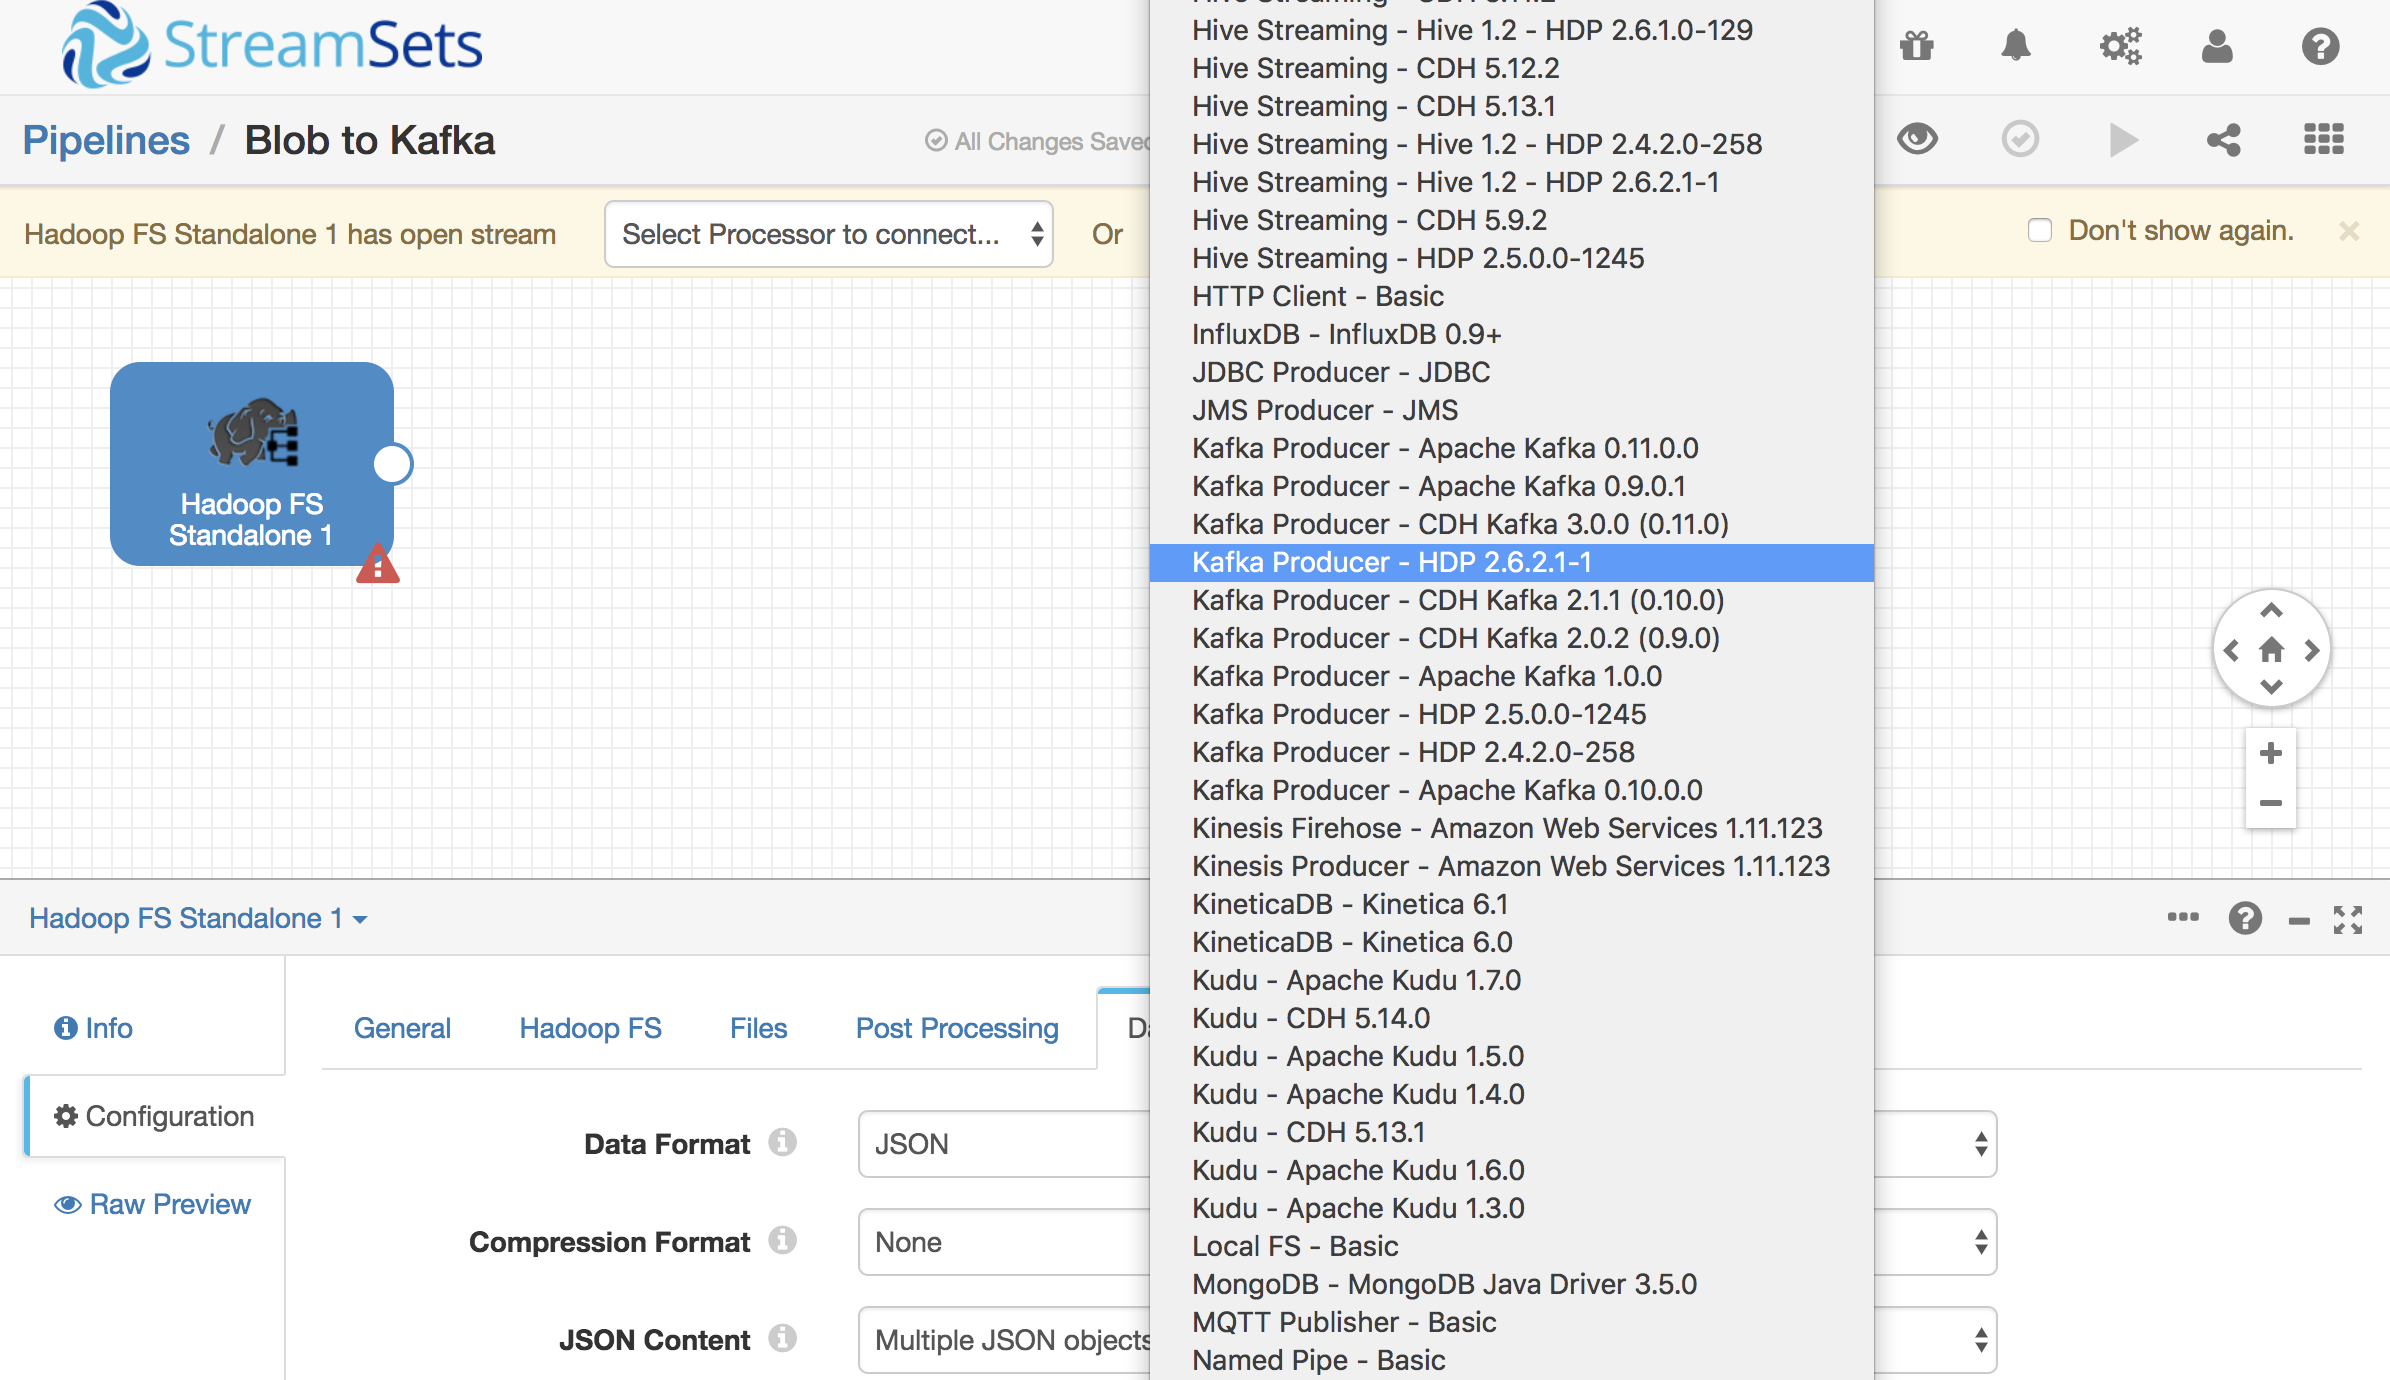 StreamSets
Pipelines / Blob to Kafka
All Changes Saved
Hadoop FS Standalone 1 has open stream
Select Processor to connect...
Or
Don't show again.
Hadoop FS
Standalone 1
Hive Streaming - Hive 1.2 - HDP 2.6.1.0-129
Hive Streaming - CDH 5.12.2
Hive Streaming - CDH 5.13.1
Hive Streaming - Hive 1.2 - HDP 2.4.2.0-258
Hive Streaming - Hive 1.2 - HDP 2.6.2.1-1
Hive Streaming - CDH 5.9.2
Hive Streaming - HDP 2.5.0.0-1245
HTTP Client - Basic
InfluxDB - InfluxDB 0.9+
JDBC Producer - JDBC
JMS Producer - JMS
Kafka Producer - Apache Kafka 0.11.0.0
Kafka Producer - Apache Kafka 0.9.0.1
Kafka Producer - CDH Kafka 3.0.0 (0.11.0)
Kafka Producer - HDP 2.6.2.1-1
Kafka Producer - CDH Kafka 2.1.1 (0.10.0)
Kafka Producer - CDH Kafka 2.0.2 (0.9.0)
Kafka Producer - Apache Kafka 1.0.0
Kafka Producer - HDP 2.5.0.0-1245
Kafka Producer - HDP 2.4.2.0-258
Kafka Producer - Apache Kafka 0.10.0.0
Kinesis Firehose - Amazon Web Services 1.11.123
Kinesis Producer - Amazon Web Services 1.11.123
KineticaDB - Kinetica 6.1
KineticaDB - Kinetica 6.0
Kudu - Apache Kudu 1.7.0
Kudu - CDH 5.14.0
Kudu - Apache Kudu 1.5.0
Kudu - Apache Kudu 1.4.0
Kudu - CDH 5.13.1
Kudu - Apache Kudu 1.6.0
Kudu - Apache Kudu 1.3.0
Local FS - Basic
MongoDB - MongoDB Java Driver 3.5.0
MQTT Publisher - Basic
Named Pipe - Basic
Hadoop FS Standalone 1
Info
Configuration
Raw Preview
General
Hadoop FS
Files
Post Processing
Data Format
JSON
Compression Format
None
JSON Content
Multiple JSON objects